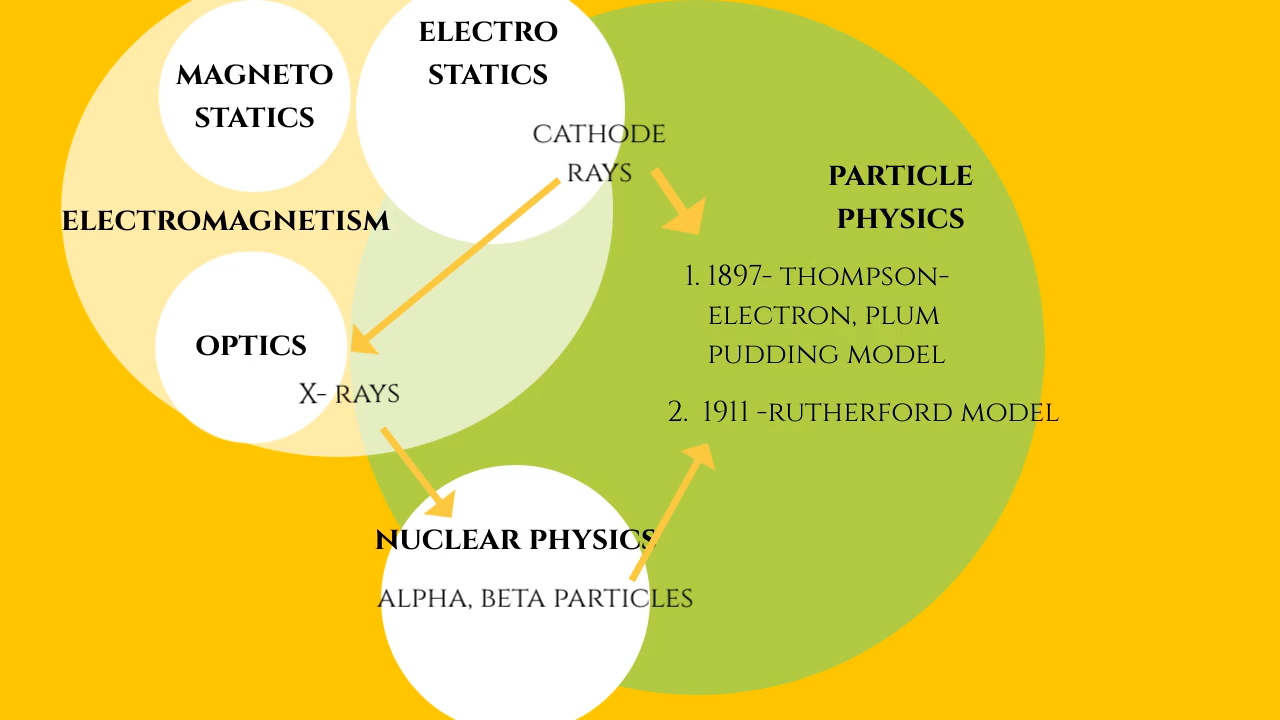 ELECTRO
STATICS
MAGNETO
STATICS
CATHODE
RAYS
ELECTROMAGNETISM
OPTICS
X- RAYS
PARTICLE
PHYSICS
1. 1897- THOMPSON-
ELECTRON, PLUM
PUDDING MODEL
2. 1911 -RUTHERFORD MODEL
NUCLEAR PHYSICS
ALPHA, BETA PARTICLES